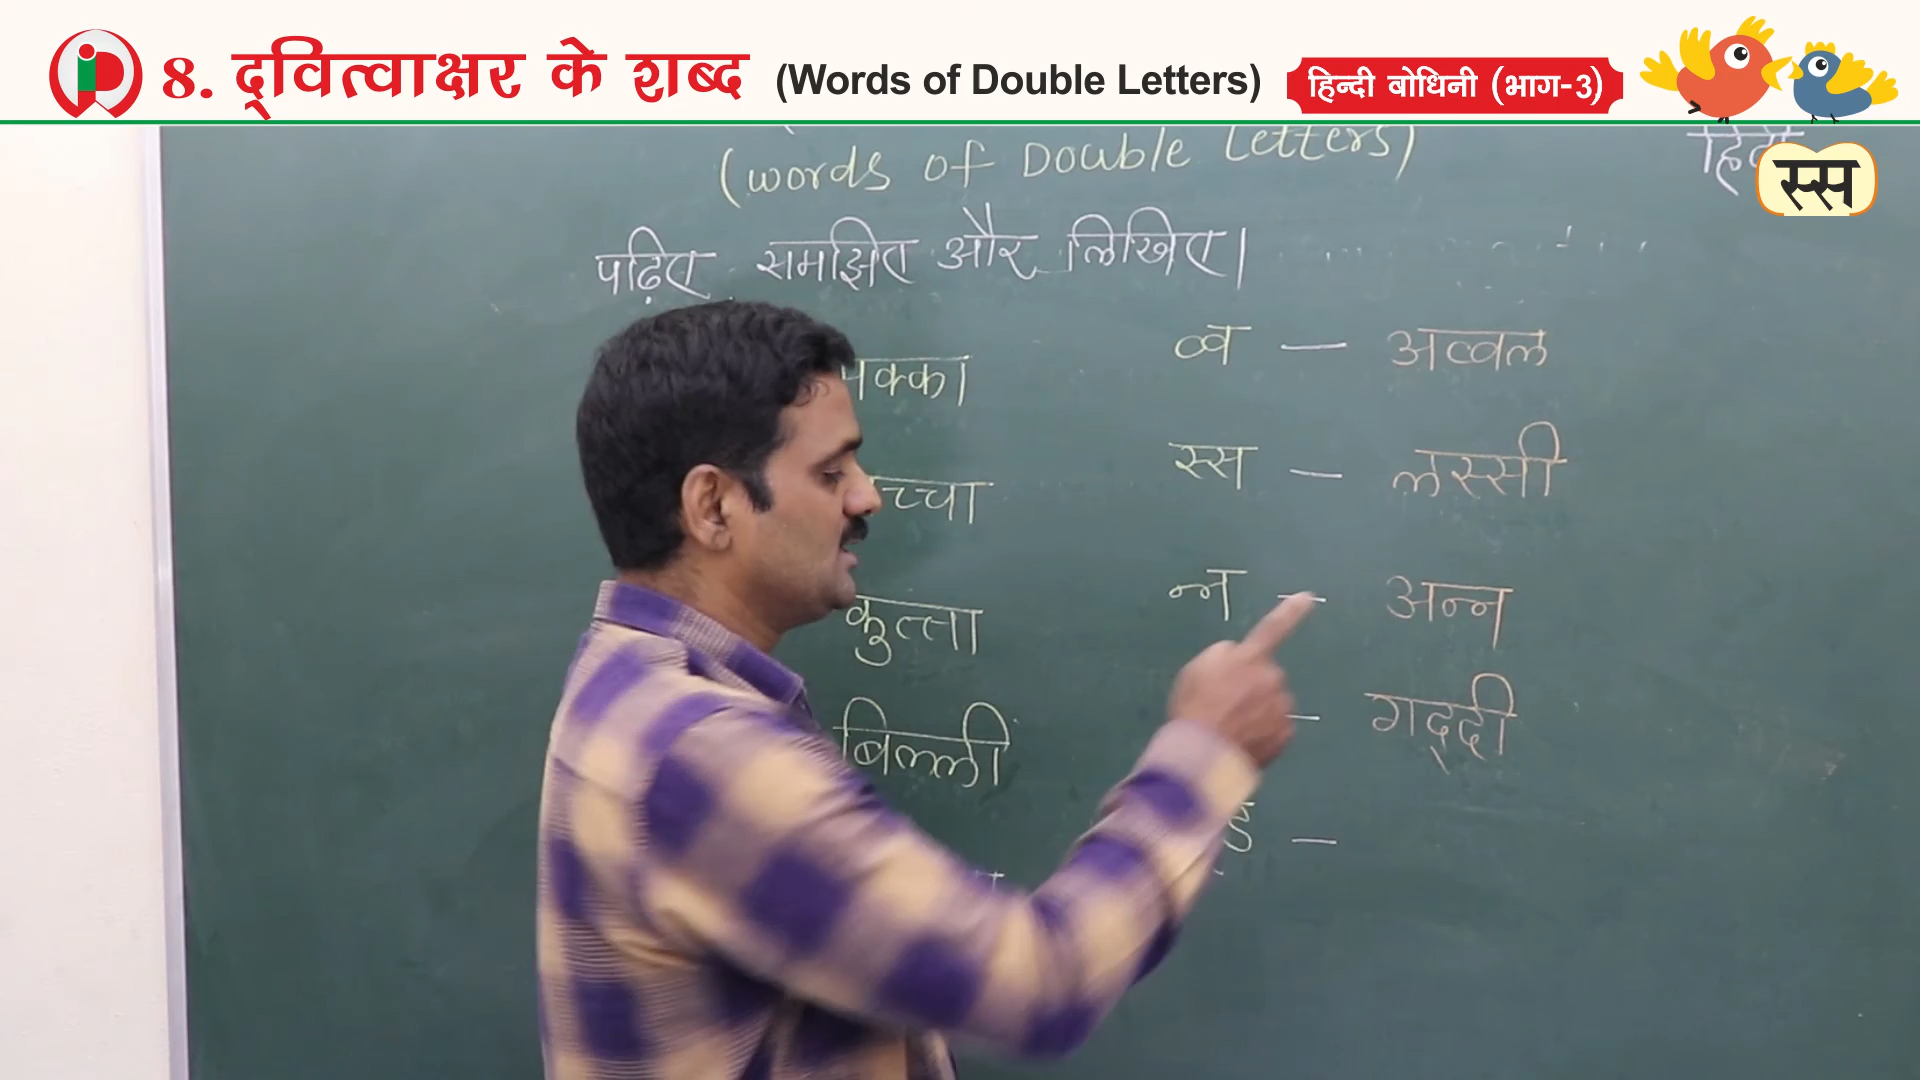 8. द्वित्वाक्षर के शब्द (Words of Double Letters) हिन्दी बोधिनी (भाग-3)
(words of Double Letters)
स्स
पढ़िए समझिए और लिखिए।
पक्का व्व — अव्वल
च्चा स्स — लस्सी
कुत्ता न्न — अन्न
बिल्ली — गद्दी
ड —